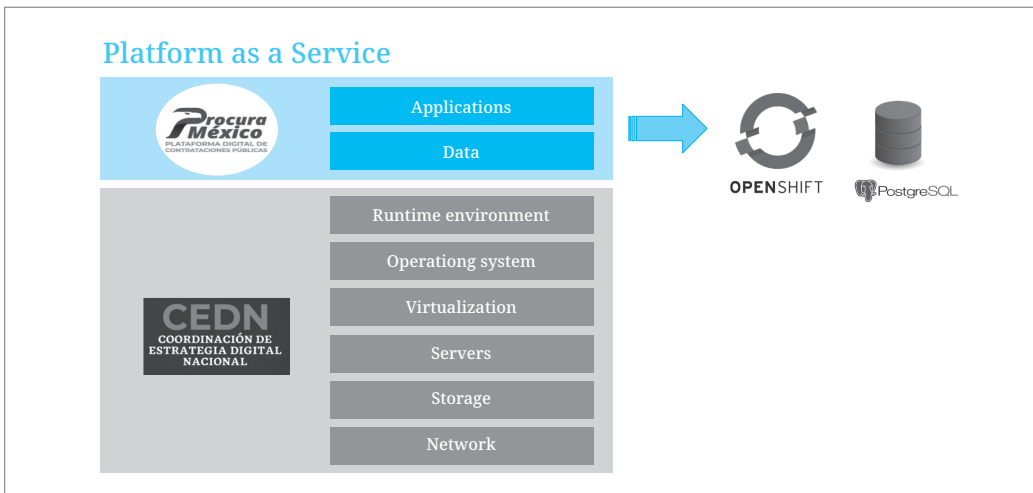 Platform as a Service
Procura
México
PLATAFORMA DIGITAL DE
CONTRATACIONES PÚBLICAS
Applications
Data
OPENSHIFT
PostgreSQL
CEDN
COORDINACIÓN DE
ESTRATEGIA DIGITAL
NACIONAL
Runtime environment
Operationg system
Virtualization
Servers
Storage
Network